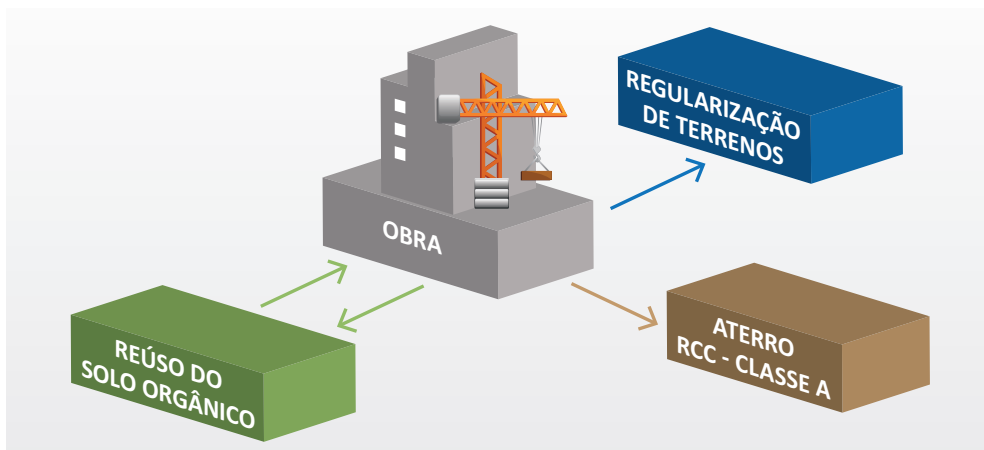 REGULARIZAÇÃO
DE TERRENOS
OBRA
REÚSO DO
SOLO ORGÂNICO
ATERRO
RCC - CLASSE A